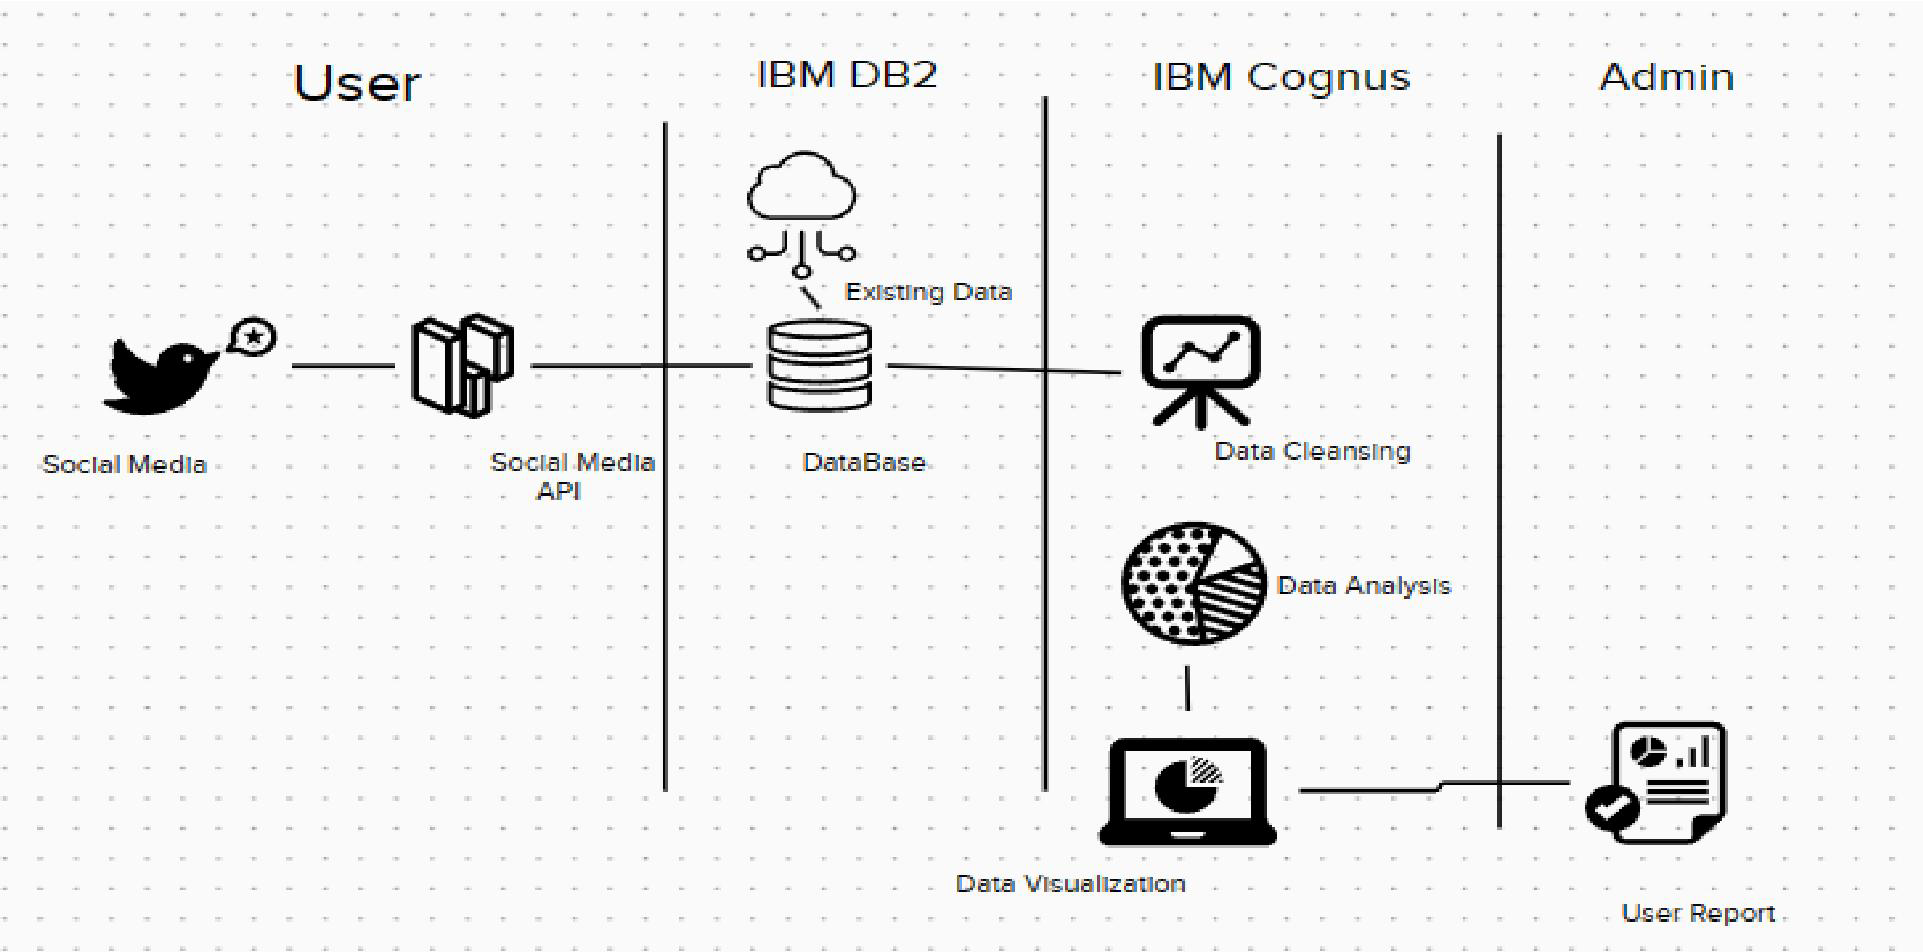 User
IBM DB2
IBM Cognus
Admin
Existing Data
Social Media
Social Media
API
DataBase
Data Cleansing
Data Analysis
Data Visualization
User Report